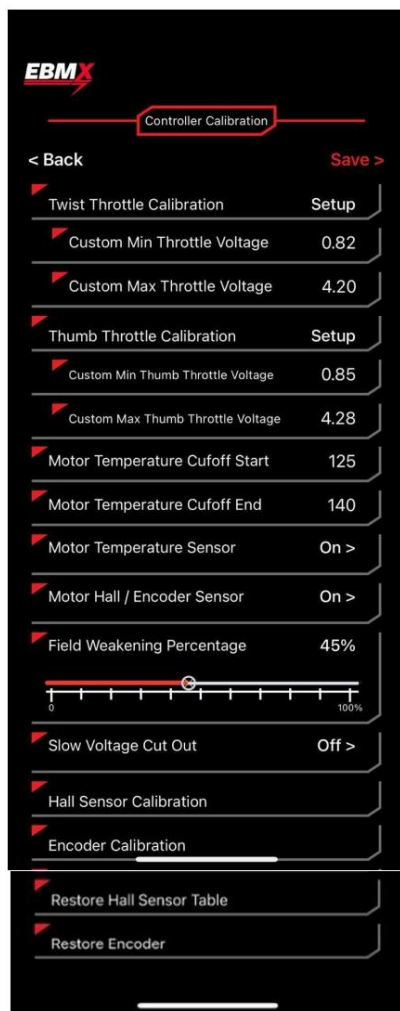 EBMX
Controller Calibration
< Back Save >
Twist Throttle Calibration Setup
Custom Min Throttle Voltage 0.82
Custom Max Throttle Voltage 4.20
Thumb Throttle Calibration Setup
Custom Min Thumb Throttle Voltage 0.85
Custom Max Thumb Throttle Voltage 4.28
Motor Temperature Cufoff Start 125
Motor Temperature Cufoff End 140
Motor Temperature Sensor On >
Motor Hall / Encoder Sensor On >
Field Weakening Percentage 45%
0 100%
Slow Voltage Cut Out Off >
Hall Sensor Calibration
Encoder Calibration
Restore Hall Sensor Table
Restore Encoder